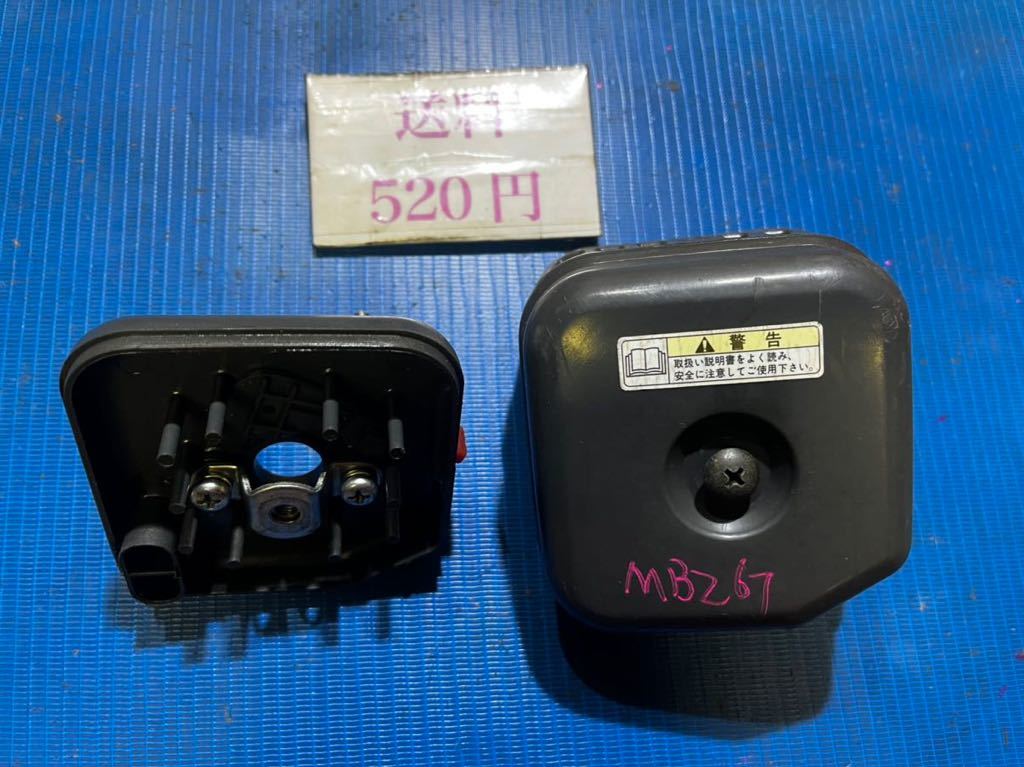 送料
520円
警告
取扱い説明書をよく読み、
安全に注意してご使用下さい。
MBZ67